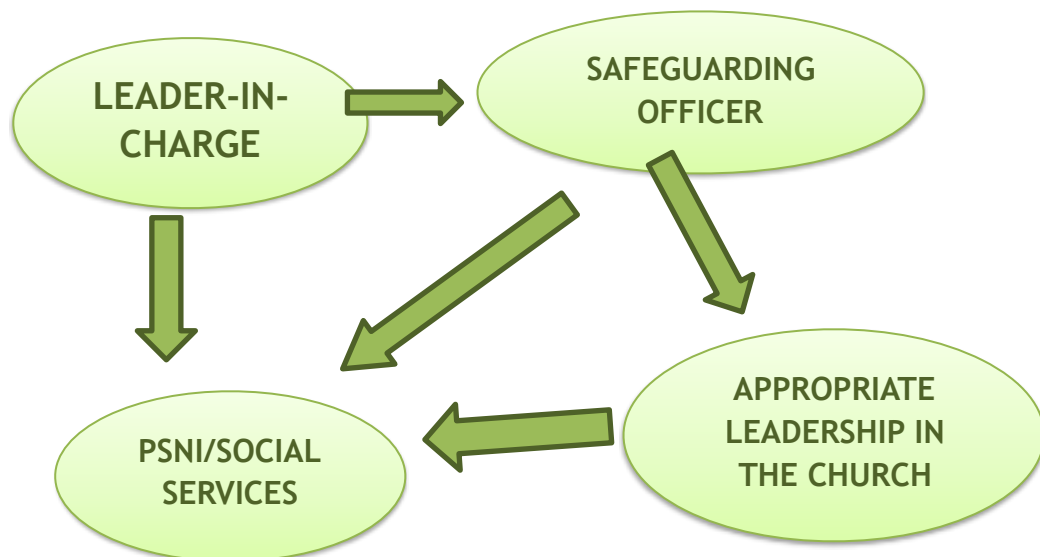 LEADER-IN-
CHARGE
SAFEGUARDING
OFFICER
PSNI/SOCIAL
SERVICES
APPROPRIATE
LEADERSHIP IN
THE CHURCH